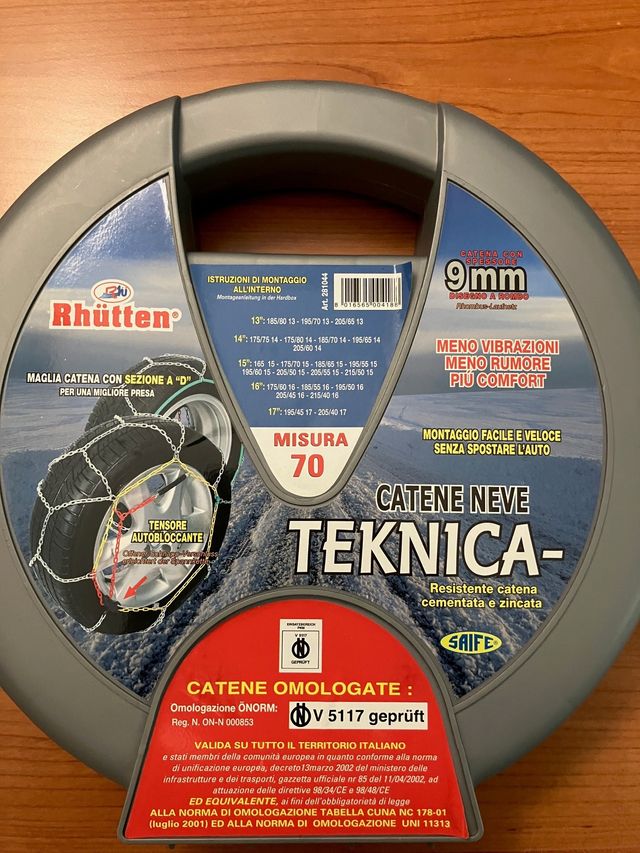 ISTRUZIONI DI MONTAGGIO
ALL'INTERNO
Montageanleitung in der Hardbox
Art. 281044
8 016565 004186
13": 185/80 13 - 195/70 13 - 205/65 13
14": 175/75 14 - 175/80 14 - 185/70 14 - 195/65 14
205/60 14
15": 165 15 - 175/70 15 - 185/65 15 - 195/55 15
195/60 15 - 205/50 15 - 205/55 15 - 215/50 15
16": 175/60 16 - 185/55 16 - 195/50 16
205/45 16 - 215/40 16
17": 195/45 17 - 205/40 17
MISURA
70
Rhütten®
MAGLIA CATENA CON SEZIONE A "D"
PER UNA MIGLIORE PRESA
TENSORE
AUTOBLOCCANTE
CATENA CON
SPESSORE
9mm
DISEGNO A ROMBO
Rhombus-Laufnetz
MENO VIBRAZIONI
MENO RUMORE
PIÙ COMFORT
MONTAGGIO FACILE E VELOCE
SENZA SPOSTARE L'AUTO
CATENE NEVE
TEKNICA-
Resistente catena
cementata e zincata
SAIFE®
EINSATZBEREICH
PKW
V 5117
GEPRÜFT
CATENE OMOLOGATE :
Omologazione ÖNORM:
Reg. N. ON-N 000853
V 5117 geprüft
VALIDA SU TUTTO IL TERRITORIO ITALIANO
e stati membri della comunità europea in quanto conforme alla norma
di unificazione europea, decreto13marzo 2002 del ministero delle
infrastrutture e dei trasporti, gazzetta ufficiale nr 85 del 11/04/2002, ad
attuazione delle direttive 98/34/CE e 98/48/CE
ED EQUIVALENTE, ai fini dell'obbligatorietà di legge
ALLA NORMA DI OMOLOGAZIONE TABELLA CUNA NC 178-01
(luglio 2001) ED ALLA NORMA DI OMOLOGAZIONE UNI 11313